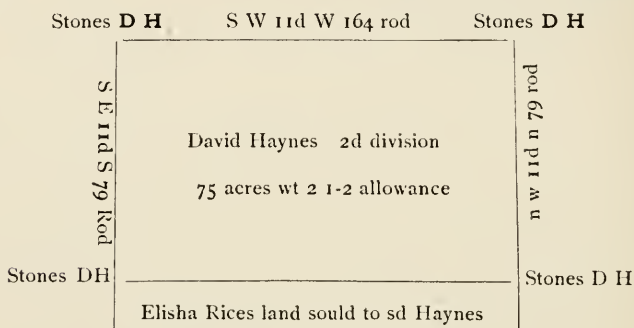 Stones D H S W 11d W 164 rod Stones D H
S E 11d S 79 Rod
n w 11d n 79 rod
David Haynes 2d division
75 acres wt 2 1-2 allowance
Stones DH
Stones D H
Elisha Rices land sould to sd Haynes